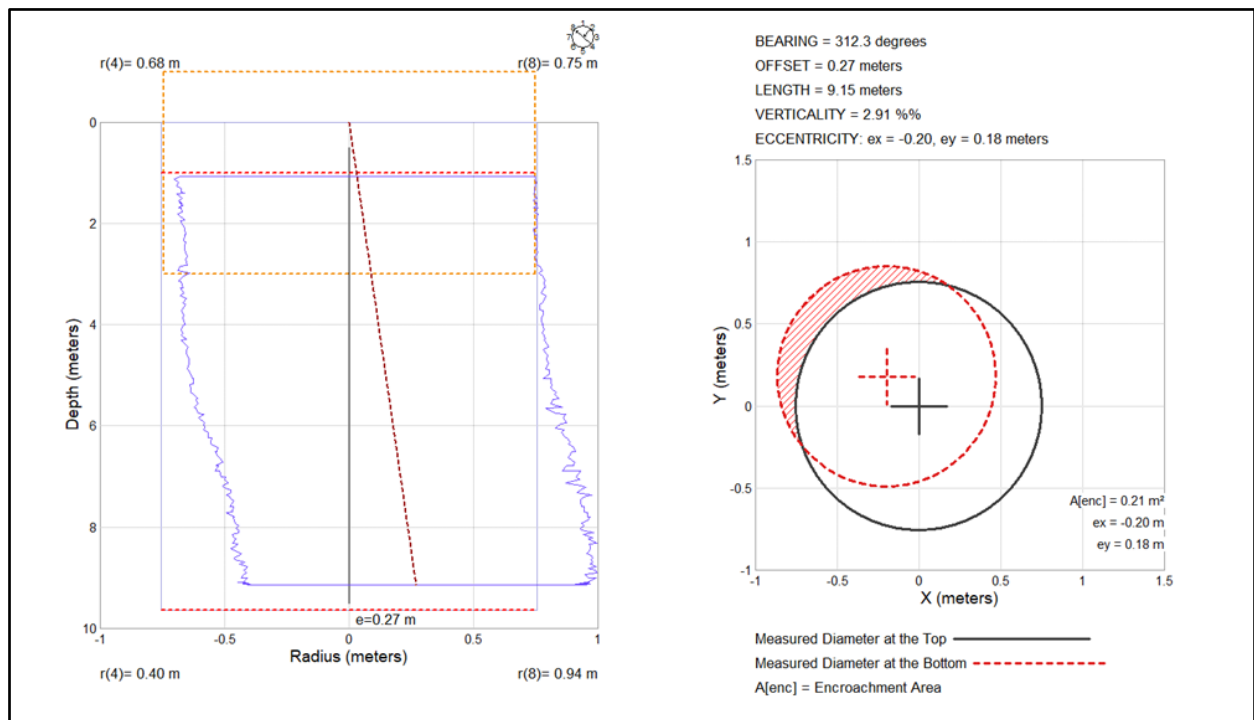 r(4)= 0.68 m
r(8)= 0.75 m
0
2
4
6
8
10
Depth (meters)
-1
-0.5
0
0.5
1
e=0.27 m
Radius (meters)
r(4)= 0.40 m
r(8)= 0.94 m
BEARING = 312.3 degrees
OFFSET = 0.27 meters
LENGTH = 9.15 meters
VERTICALITY = 2.91 %%
ECCENTRICITY: ex = -0.20, ey = 0.18 meters
1.5
1
0.5
0
-0.5
-1
Y (meters)
A[enc] = 0.21 m²
ex = -0.20 m
ey = 0.18 m
-1
-0.5
0
0.5
1
1.5
X (meters)
Measured Diameter at the Top
Measured Diameter at the Bottom
A[enc] = Encroachment Area